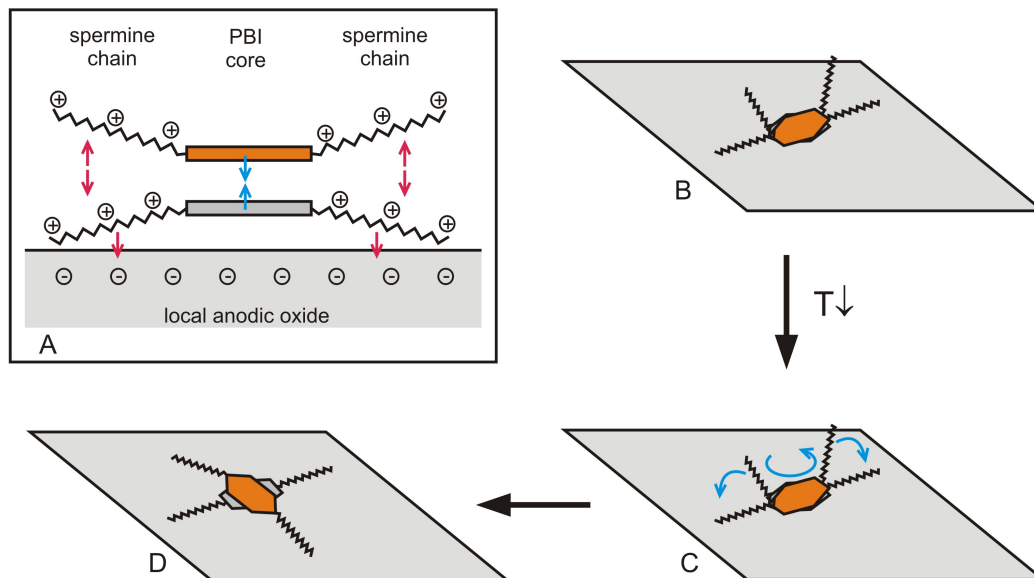 spermine PBI spermine
chain core chain
+ + + + + +
+ + + + + +
- - - - - - - -
local anodic oxide
A
B
T↓
D
C